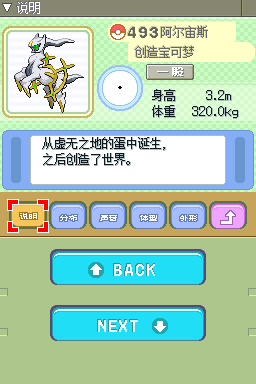 ▼ 说明
493阿尔宙斯
创造宝可梦
一般
身高 3.2m
体重 320.0kg
从虚无之地的蛋中诞生，
之后创造了世界。
说明 分布 声音 体型 外形
BACK
NEXT